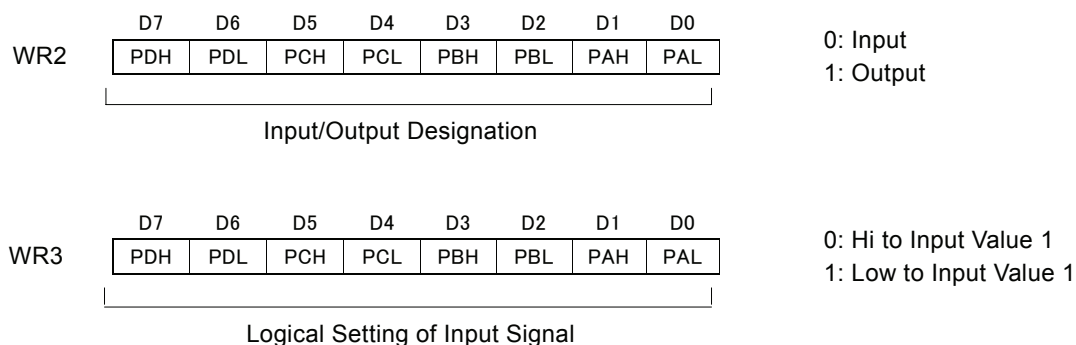 D7 D6 D5 D4 D3 D2 D1 D0
WR2 PDH PDL PCH PCL PBH PBL PAH PAL
0: Input
1: Output
Input/Output Designation
D7 D6 D5 D4 D3 D2 D1 D0
WR3 PDH PDL PCH PCL PBH PBL PAH PAL
0: Hi to Input Value 1
1: Low to Input Value 1
Logical Setting of Input Signal